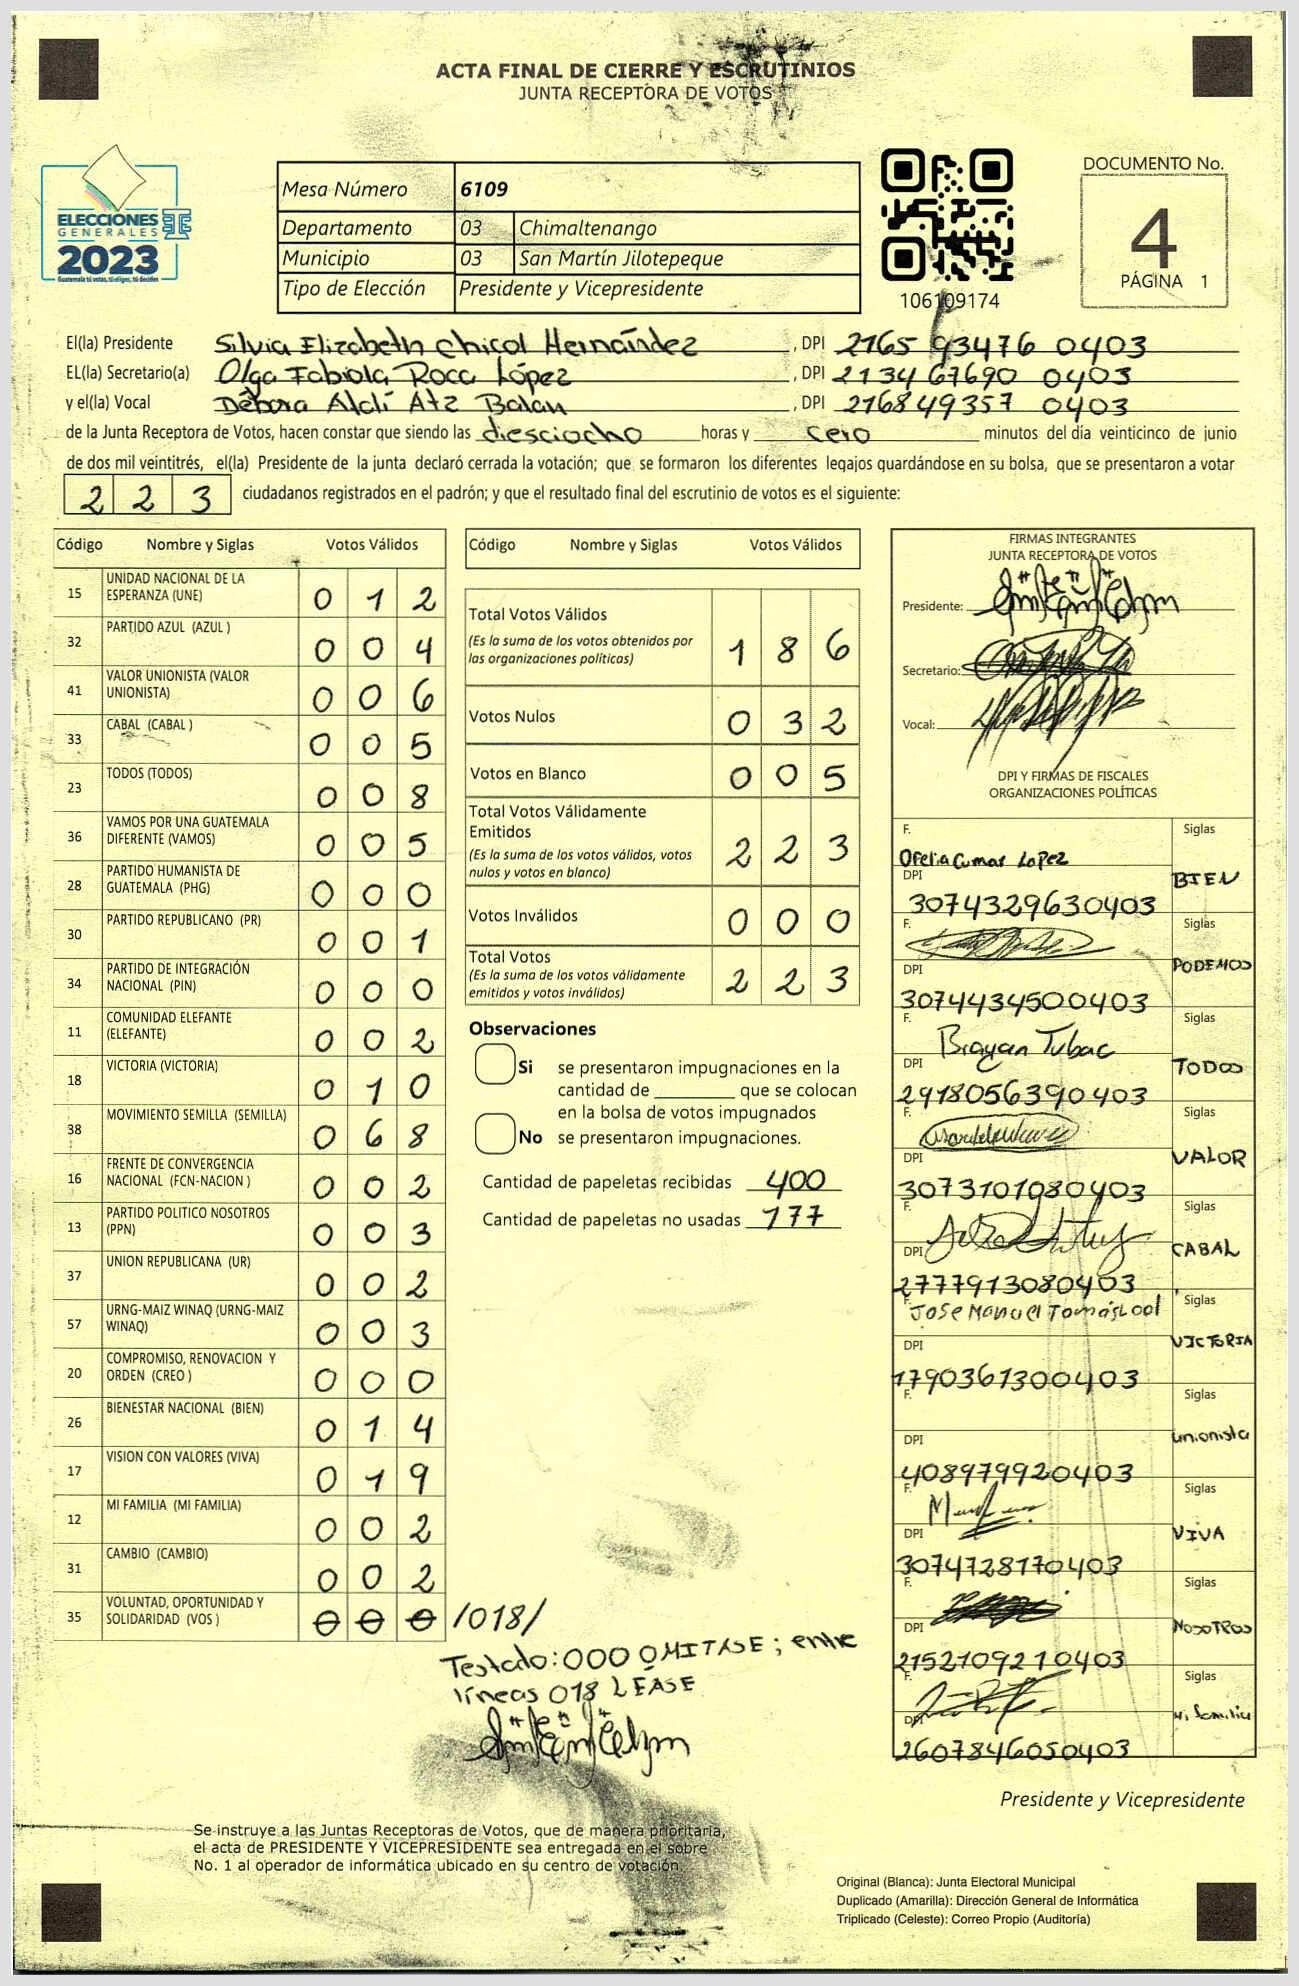 ACTA FINAL DE CIERRE Y ESCRUTINIOS
JUNTA RECEPTORA DE VOTOS
ELECCIONES
GENERALES
2023
Guatemala tú votas, tú eliges, tú decides
Mesa Número 6109
Departamento 03 Chimaltenango
Municipio 03 San Martín Jilotepeque
Tipo de Elección Presidente y Vicepresidente
106109174
DOCUMENTO No.
4
PÁGINA 1
El(la) Presidente Silvia Elizabeth Chicol Hernández , DPI 2165 93476 0403
EL(la) Secretario(a) Olga Fabiola Roca López , DPI 2134 67690 0403
y el(la) Vocal Débora Aldí Atz Balan , DPI 2168 49357 0403
de la Junta Receptora de Votos, hacen constar que siendo las diesciocho horas y cero minutos del día veinticinco de junio
de dos mil veintitrés, el(la) Presidente de la junta declaró cerrada la votación; que se formaron los diferentes legajos quardándose en su bolsa, que se presentaron a votar
2 2 3 ciudadanos registrados en el padrón; y que el resultado final del escrutinio de votos es el siguiente:
Código Nombre y Siglas Votos Válidos
15 UNIDAD NACIONAL DE LA ESPERANZA (UNE) 0 1 2
32 PARTIDO AZUL (AZUL ) 0 0 4
41 VALOR UNIONISTA (VALOR UNIONISTA) 0 0 6
33 CABAL (CABAL ) 0 0 5
23 TODOS (TODOS) 0 0 8
36 VAMOS POR UNA GUATEMALA DIFERENTE (VAMOS) 0 0 5
28 PARTIDO HUMANISTA DE GUATEMALA (PHG) 0 0 0
30 PARTIDO REPUBLICANO (PR) 0 0 1
34 PARTIDO DE INTEGRACIÓN NACIONAL (PIN) 0 0 0
11 COMUNIDAD ELEFANTE (ELEFANTE) 0 0 2
18 VICTORIA (VICTORIA) 0 1 0
38 MOVIMIENTO SEMILLA (SEMILLA) 0 6 8
16 FRENTE DE CONVERGENCIA NACIONAL (FCN-NACION ) 0 0 2
13 PARTIDO POLITICO NOSOTROS (PPN) 0 0 3
37 UNION REPUBLICANA (UR) 0 0 2
57 URNG-MAIZ WINAQ (URNG-MAIZ WINAQ) 0 0 3
20 COMPROMISO, RENOVACION Y ORDEN (CREO ) 0 0 0
26 BIENESTAR NACIONAL (BIEN) 0 1 4
17 VISION CON VALORES (VIVA) 0 1 9
12 MI FAMILIA (MI FAMILIA) 0 0 2
31 CAMBIO (CAMBIO) 0 0 2
35 VOLUNTAD, OPORTUNIDAD Y SOLIDARIDAD (VOS ) 0 0 0 /018/
Testado: 000 OMITASE ; entre
líneas 018 LEASE
Código Nombre y Siglas Votos Válidos
Total Votos Válidos 1 8 6
(Es la suma de los votos obtenidos por
las organizaciones políticas)
Votos Nulos 0 3 2
Votos en Blanco 0 0 5
Total Votos Válidamente
Emitidos 2 2 3
(Es la suma de los votos válidos, votos
nulos y votos en blanco)
Votos Inválidos 0 0 0
Total Votos 2 2 3
(Es la suma de los votos válidamente
emitidos y votos inválidos)
Observaciones
Si se presentaron impugnaciones en la
cantidad de ________ que se colocan
en la bolsa de votos impugnados
No se presentaron impugnaciones.
Cantidad de papeletas recibidas 400
Cantidad de papeletas no usadas 177
FIRMAS INTEGRANTES
JUNTA RECEPTORA DE VOTOS
Presidente:
Secretario:
Vocal:
DPI Y FIRMAS DE FISCALES
ORGANIZACIONES POLÍTICAS
F. Ofelia Cumar Lopez Siglas
DPI 3074329630403 BIEN
F. Siglas
DPI 3074434500403 PODEMOS
F. Brayan Tubac Siglas
DPI 2918056390403 TODOS
F. Siglas
DPI 3073101080403 VALOR
F. Siglas
DPI 2777913080403 CABAL
F. Jose Manuel Tomás Siglas
DPI 1790361300403 VICTORIA
F. Siglas
DPI 408979920403 unionista
F. Siglas
DPI 3074728170403 VIVA
F. Siglas
DPI 2152109210403 NOSOTROS
F. Siglas
DPI 2607846050403 Mi familia
Presidente y Vicepresidente
Se instruye a las Juntas Receptoras de Votos, que de manera prioritaria,
el acta de PRESIDENTE Y VICEPRESIDENTE sea entregada en el sobre
No. 1 al operador de informática ubicado en su centro de votación.
Original (Blanca): Junta Electoral Municipal
Duplicado (Amarilla): Dirección General de Informática
Triplicado (Celeste): Correo Propio (Auditoría)